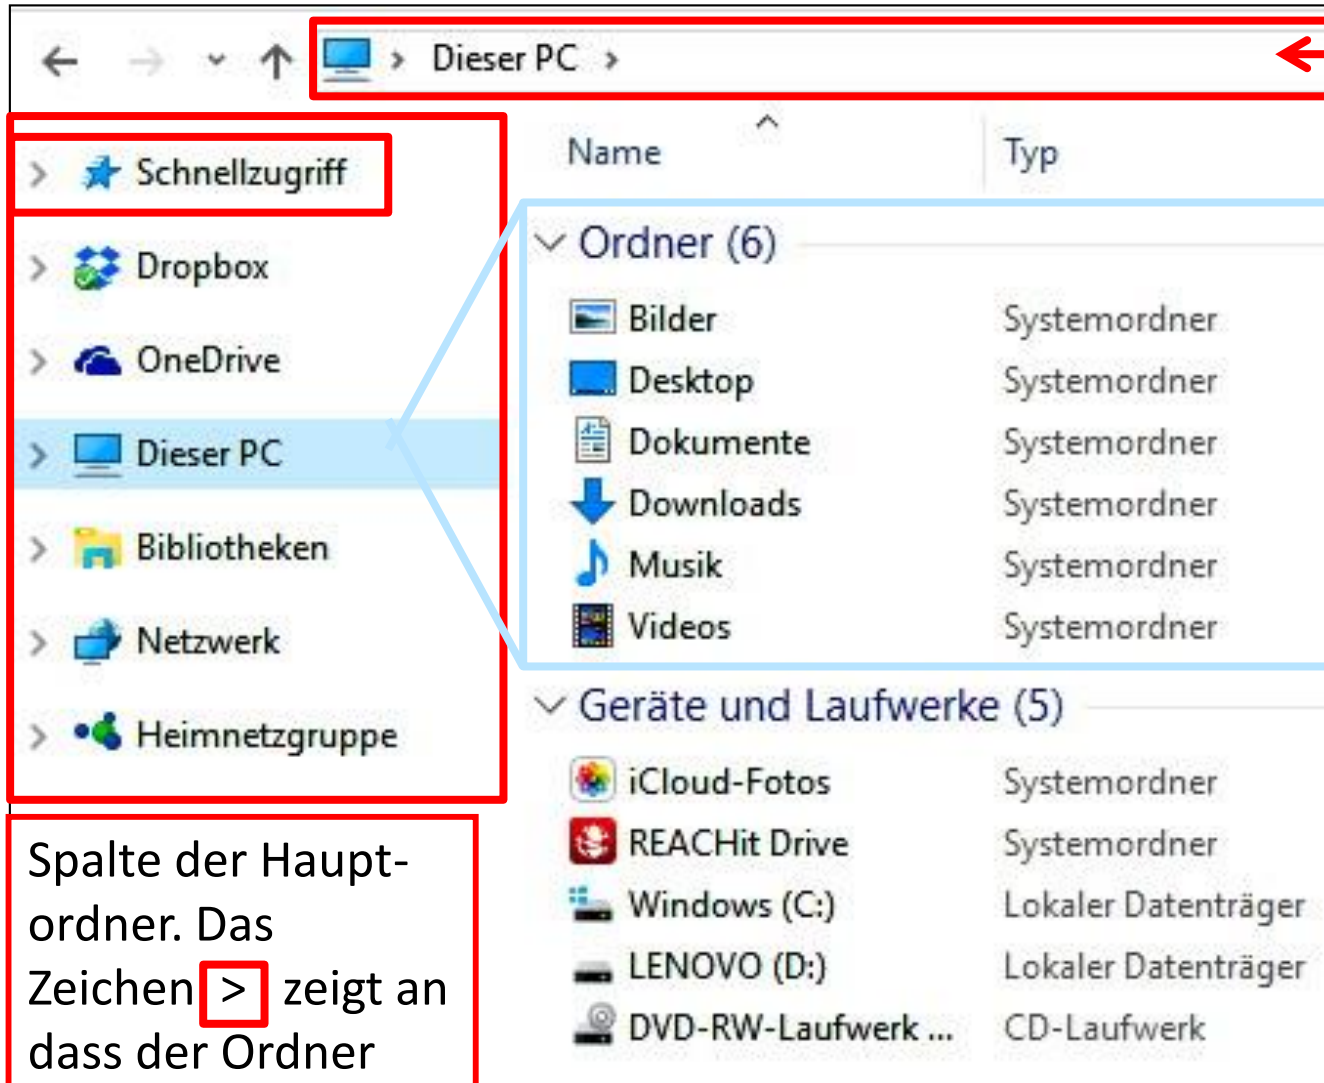 > Dieser PC >
Name Typ
> Schnellzugriff
> Dropbox
> OneDrive
> Dieser PC
> Bibliotheken
> Netzwerk
> Heimnetzgruppe
Ordner (6)
Bilder Systemordner
Desktop Systemordner
Dokumente Systemordner
Downloads Systemordner
Musik Systemordner
Videos Systemordner
Geräte und Laufwerke (5)
iCloud-Fotos Systemordner
REACHit Drive Systemordner
Windows (C:) Lokaler Datenträger
LENOVO (D:) Lokaler Datenträger
DVD-RW-Laufwerk ... CD-Laufwerk
Spalte der Haupt-
ordner. Das
Zeichen > zeigt an
dass der Ordner